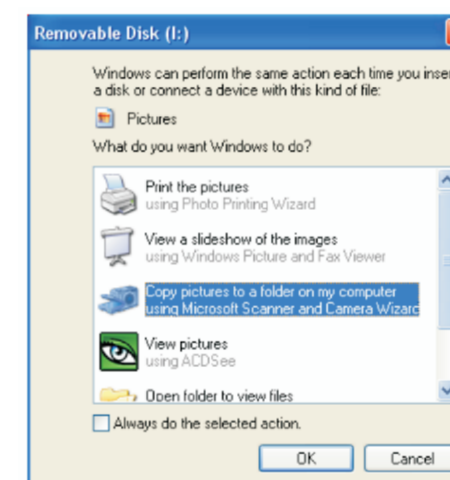 Removable Disk (I:)
Windows can perform the same action each time you inser
a disk or connect a device with this kind of file:
Pictures
What do you want Windows to do?
Print the pictures
using Photo Printing Wizard
View a slideshow of the images
using Windows Picture and Fax Viewer
Copy pictures to a folder on my computer
using Microsoft Scanner and Camera Wizard
View pictures
using ACDSee
Open folder to view files
Always do the selected action.
OK
Cancel